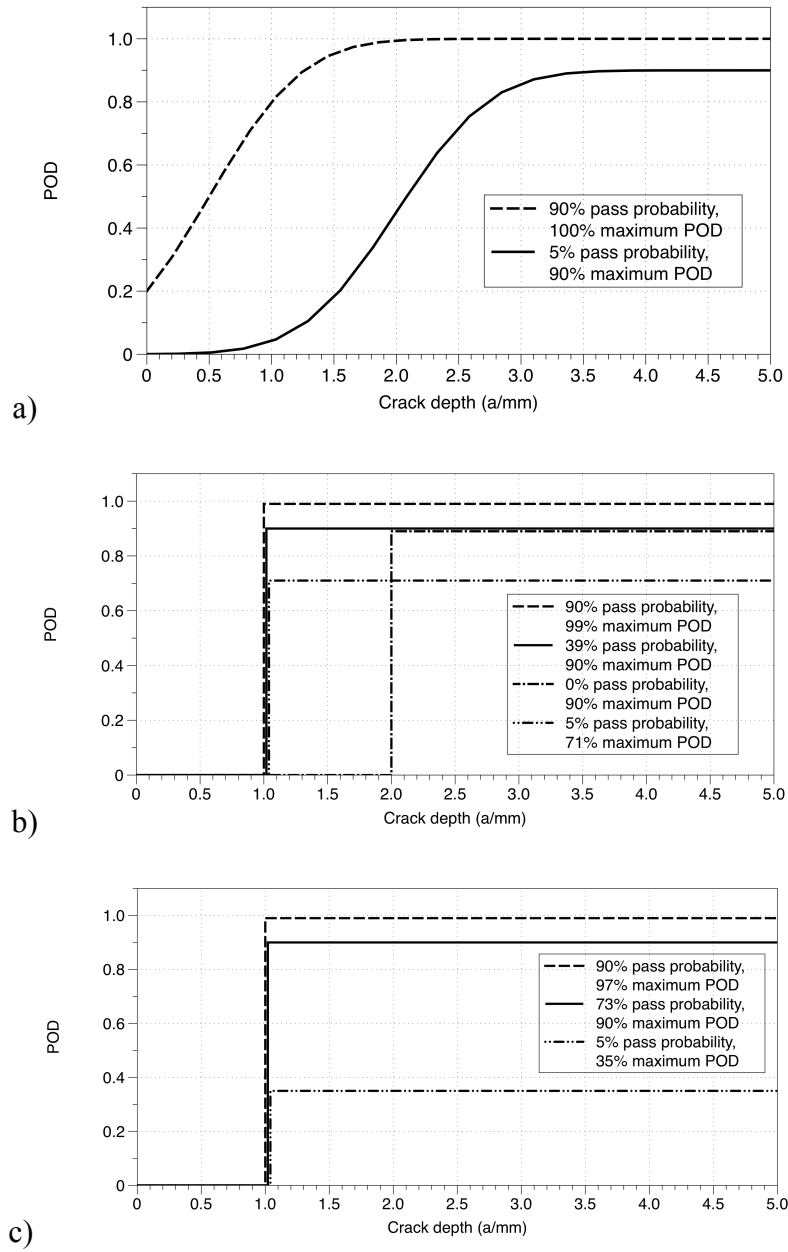 1.0
0.8
0.6
0.4
0.2
0
POD
90% pass probability,
100% maximum POD
5% pass probability,
90% maximum POD
0 0.5 1.0 1.5 2.0 2.5 3.0 3.5 4.0 4.5 5.0
Crack depth (a/mm)
a)
1.0
0.8
0.6
0.4
0.2
0
POD
90% pass probability,
99% maximum POD
39% pass probability,
90% maximum POD
0% pass probability,
90% maximum POD
5% pass probability,
71% maximum POD
0 0.5 1.0 1.5 2.0 2.5 3.0 3.5 4.0 4.5 5.0
Crack depth (a/mm)
b)
1.0
0.8
0.6
0.4
0.2
0
POD
90% pass probability,
97% maximum POD
73% pass probability,
90% maximum POD
5% pass probability,
35% maximum POD
0 0.5 1.0 1.5 2.0 2.5 3.0 3.5 4.0 4.5 5.0
Crack depth (a/mm)
c)